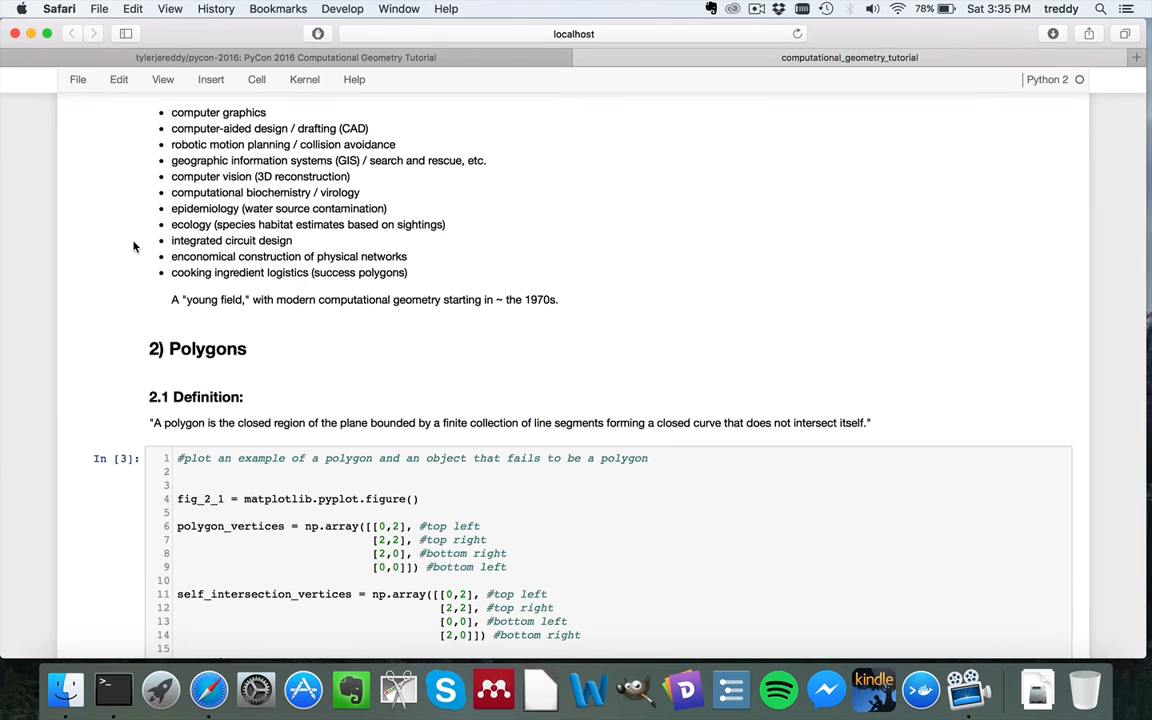 Safari File Edit View History Bookmarks Develop Window Help 78% Sat 3:35 PM treddy
localhost
tylerjereddy/pycon-2016: PyCon 2016 Computational Geometry Tutorial computational_geometry_tutorial
File Edit View Insert Cell Kernel Help Python 2
• computer graphics
• computer-aided design / drafting (CAD)
• robotic motion planning / collision avoidance
• geographic information systems (GIS) / search and rescue, etc.
• computer vision (3D reconstruction)
• computational biochemistry / virology
• epidemiology (water source contamination)
• ecology (species habitat estimates based on sightings)
• integrated circuit design
• enconomical construction of physical networks
• cooking ingredient logistics (success polygons)
A "young field," with modern computational geometry starting in ~ the 1970s.
2) Polygons
2.1 Definition:
"A polygon is the closed region of the plane bounded by a finite collection of line segments forming a closed curve that does not intersect itself."
In [3]: 1 #plot an example of a polygon and an object that fails to be a polygon
2
3
4 fig_2_1 = matplotlib.pyplot.figure()
5
6 polygon_vertices = np.array([[0,2], #top left
7 [2,2], #top right
8 [2,0], #bottom right
9 [0,0]]) #bottom left
10
11 self_intersection_vertices = np.array([[0,2], #top left
12 [2,2], #top right
13 [0,0], #bottom left
14 [2,0]]) #bottom right
15
kindle